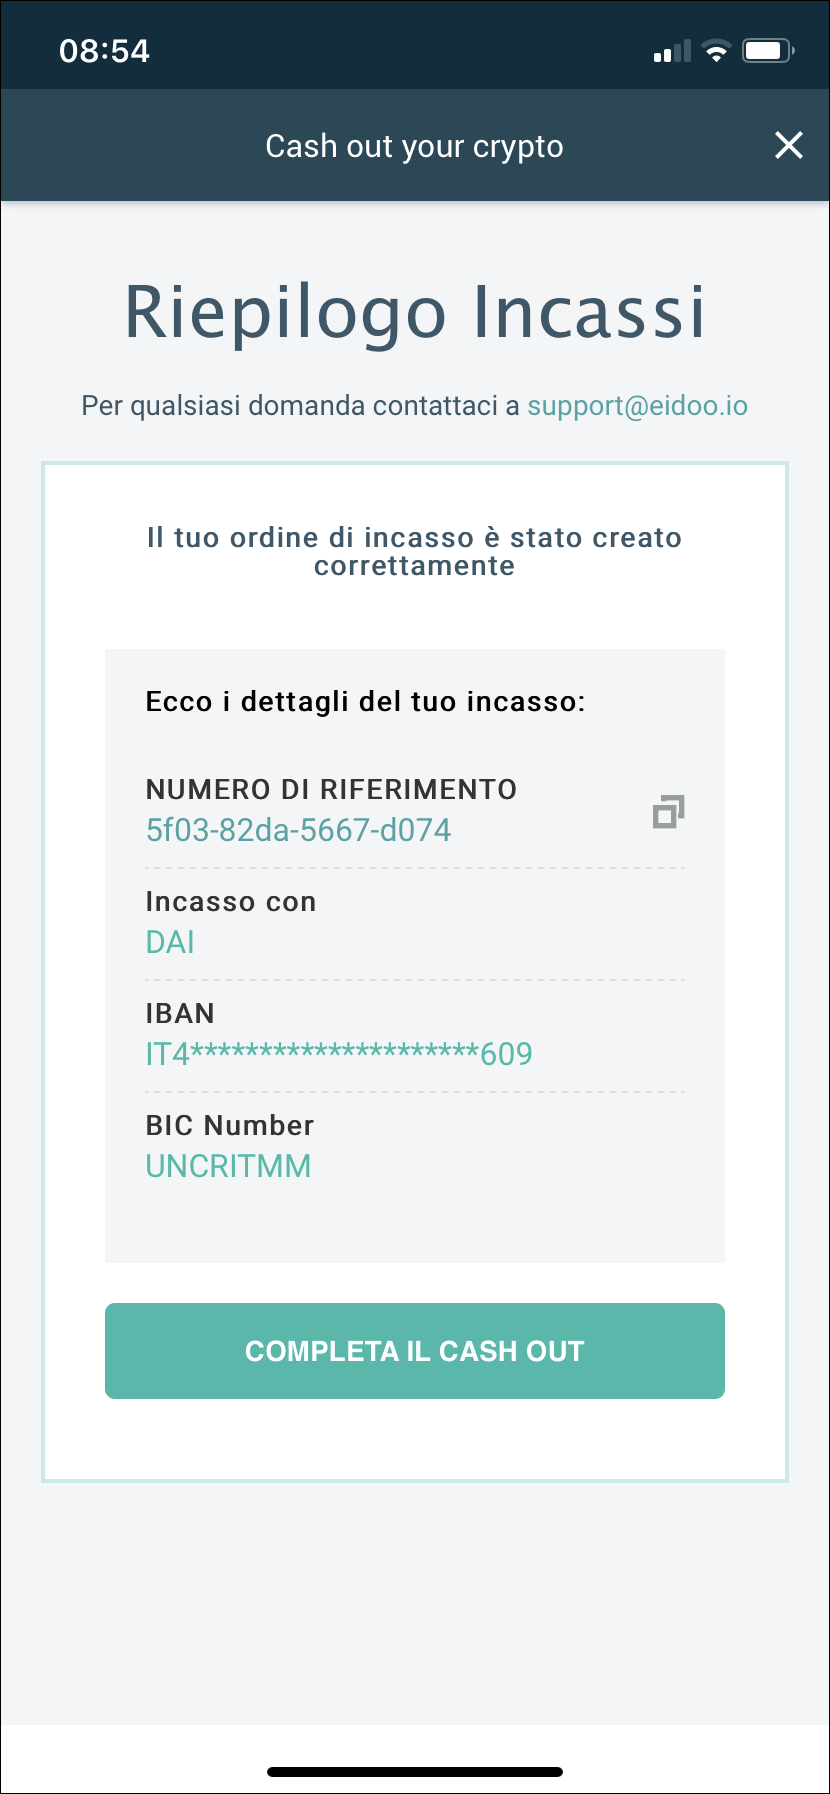 08:54
Cash out your crypto
Riepilogo Incassi
Per qualsiasi domanda contattaci a support@eidoo.io
Il tuo ordine di incasso è stato creato
correttamente
Ecco i dettagli del tuo incasso:
NUMERO DI RIFERIMENTO
5f03-82da-5667-d074
Incasso con
DAI
IBAN
IT4*********************609
BIC Number
UNCRITMM
COMPLETA IL CASH OUT